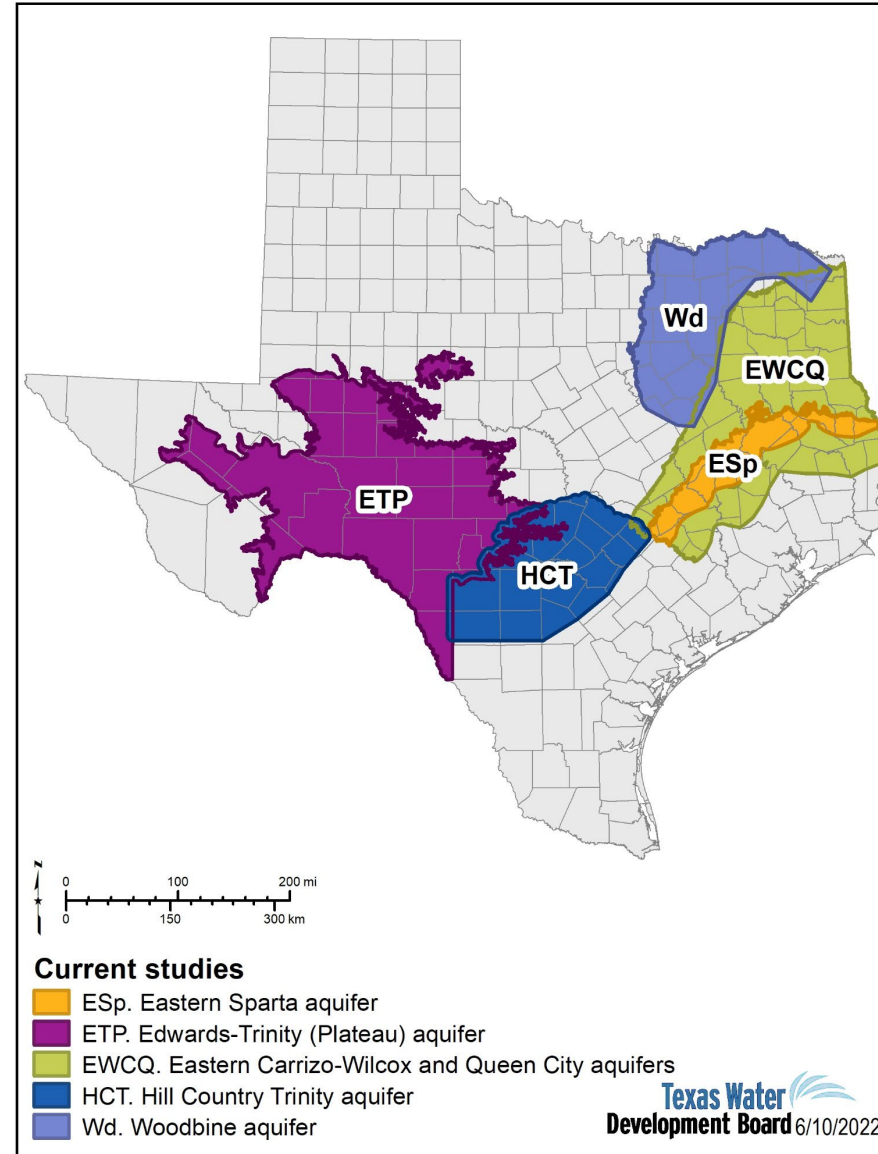 Wd
EWCQ
ESp
ETP
HCT
N
0 100 200 mi
0 150 300 km
Current studies
ESp. Eastern Sparta aquifer
ETP. Edwards-Trinity (Plateau) aquifer
EWCQ. Eastern Carrizo-Wilcox and Queen City aquifers
HCT. Hill Country Trinity aquifer
Wd. Woodbine aquifer
Texas Water
Development Board 6/10/2022